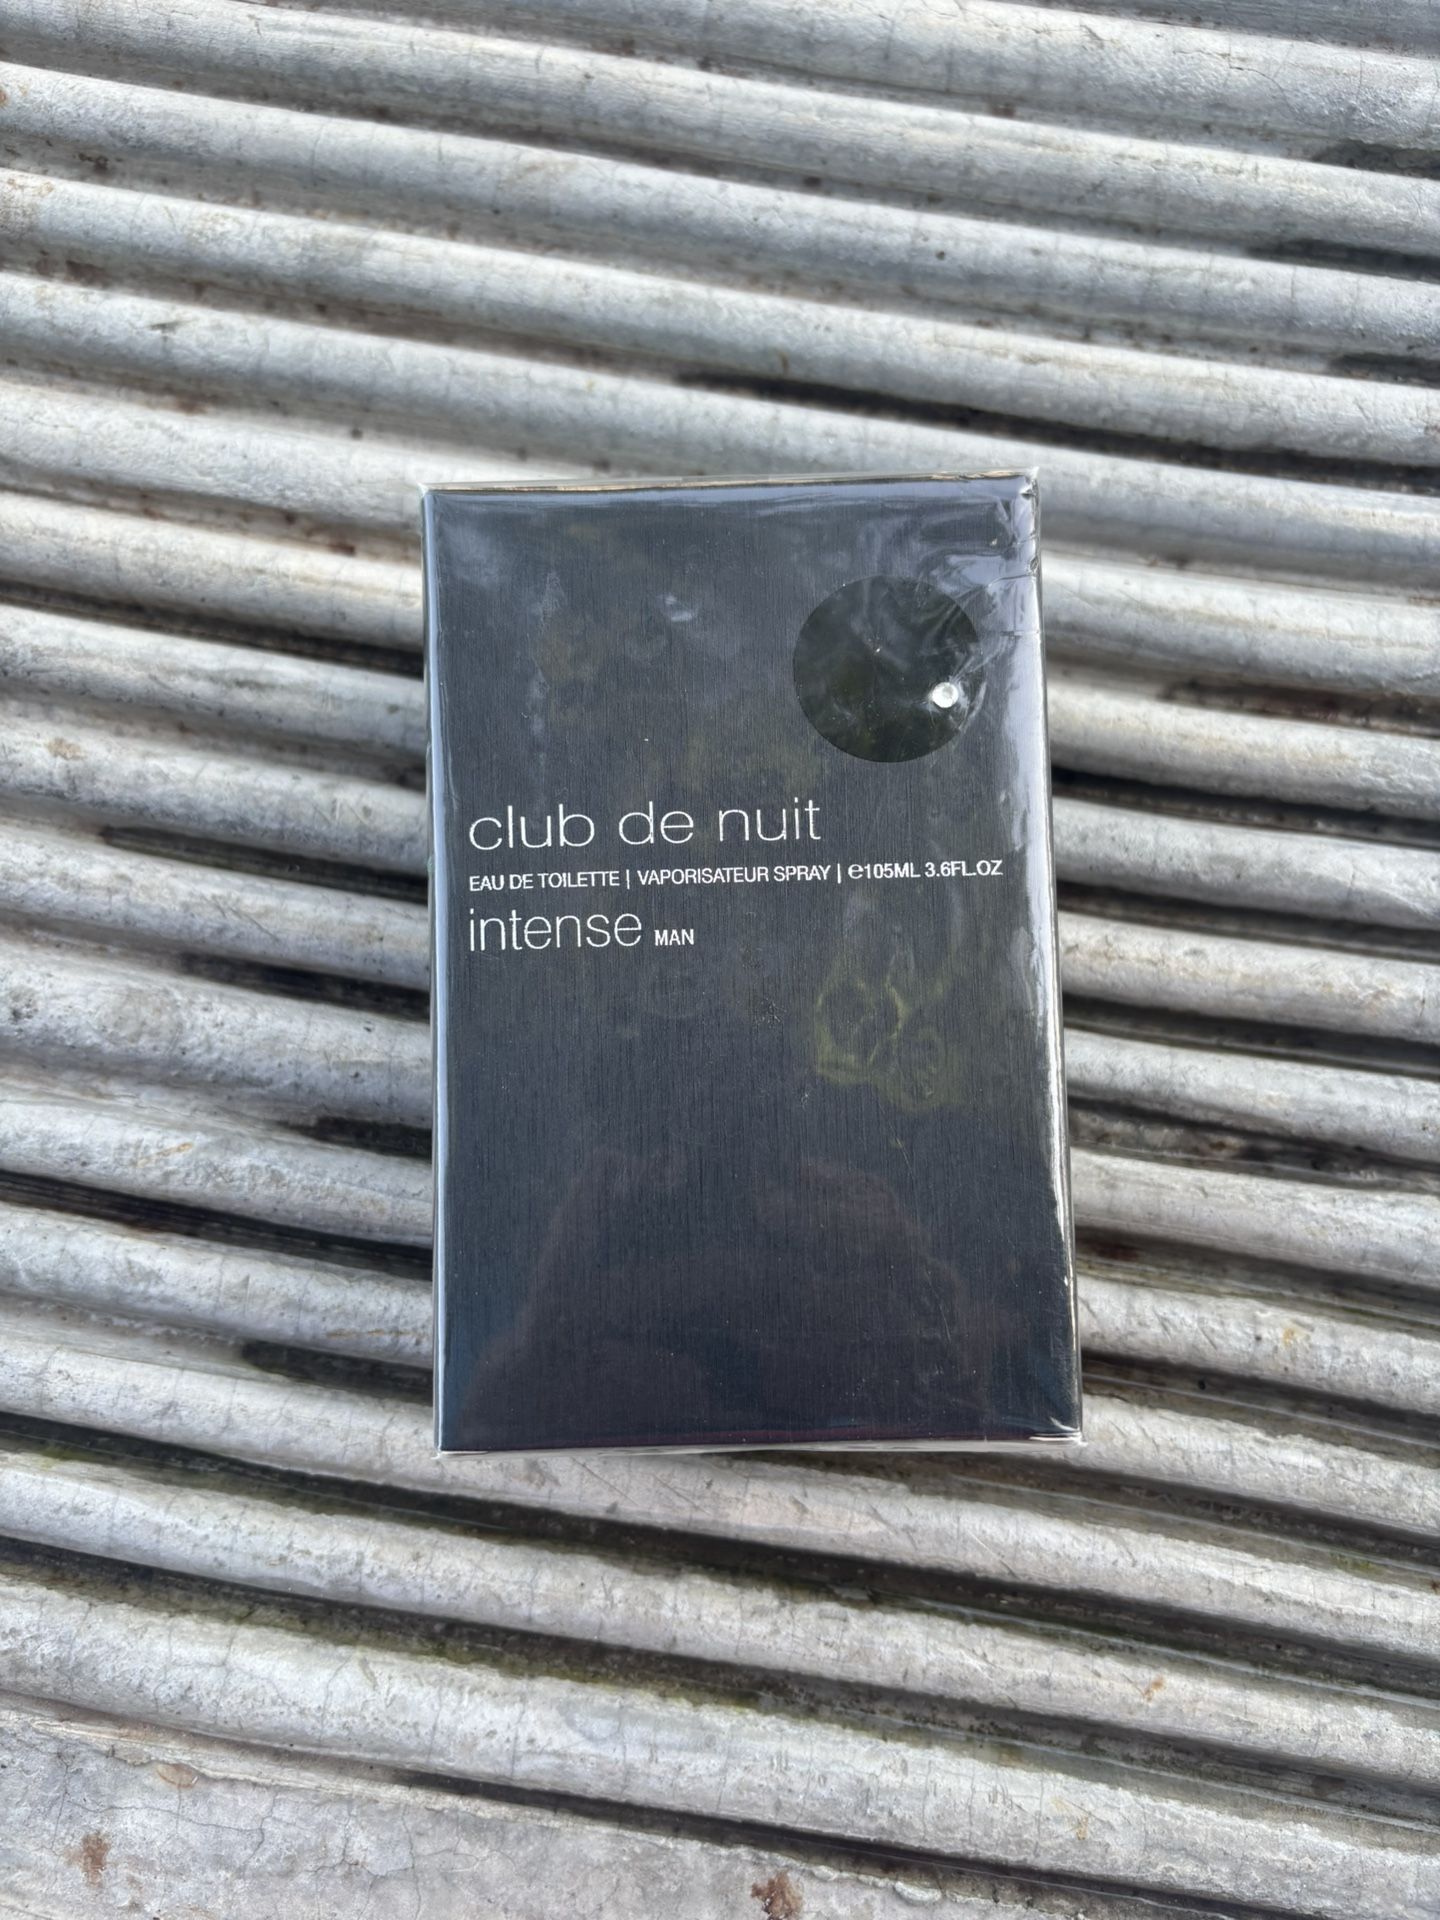 club de nuit
EAU DE TOILETTE | VAPORISATEUR SPRAY | ℮105ML 3.6FL.OZ
intense MAN